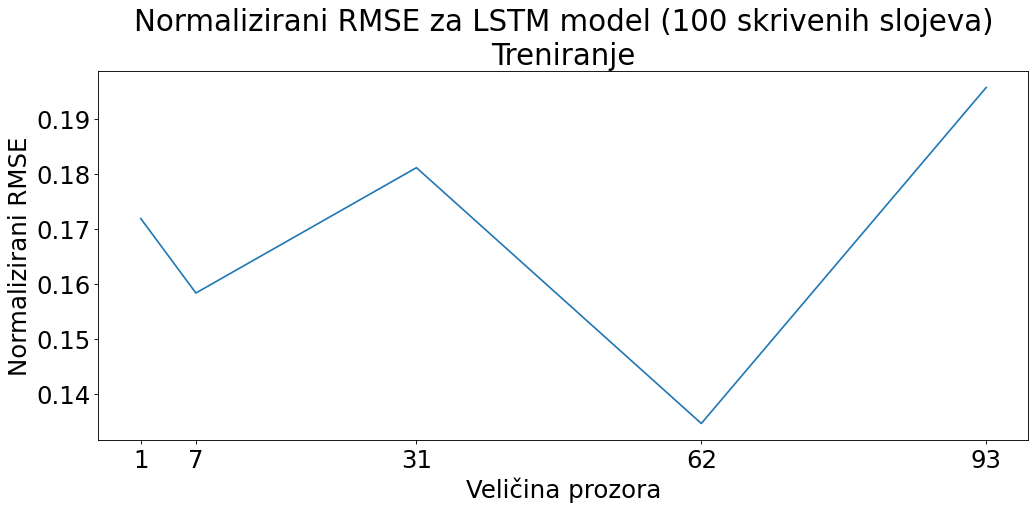 Normalizirani RMSE za LSTM model (100 skrivenih slojeva)
Treniranje
Normalizirani RMSE
0.19
0.18
0.17
0.16
0.15
0.14
1 7 31 62 93
Veličina prozora